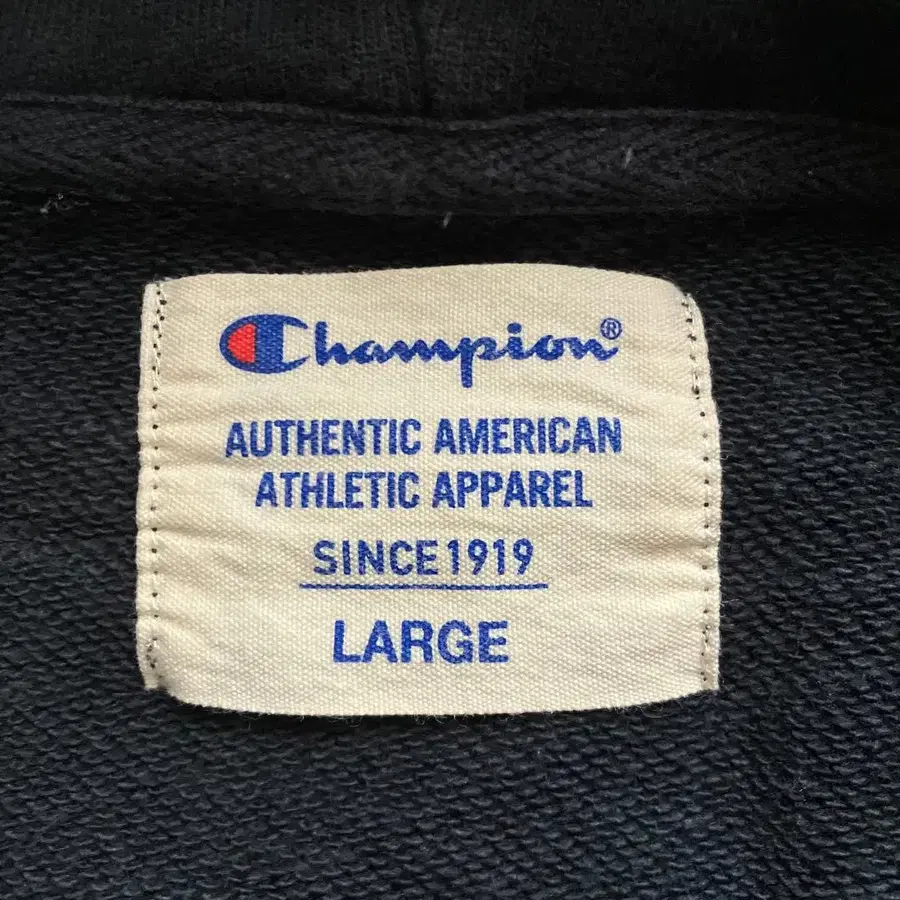 Champion®
AUTHENTIC AMERICAN
ATHLETIC APPAREL
SINCE 1919
LARGE